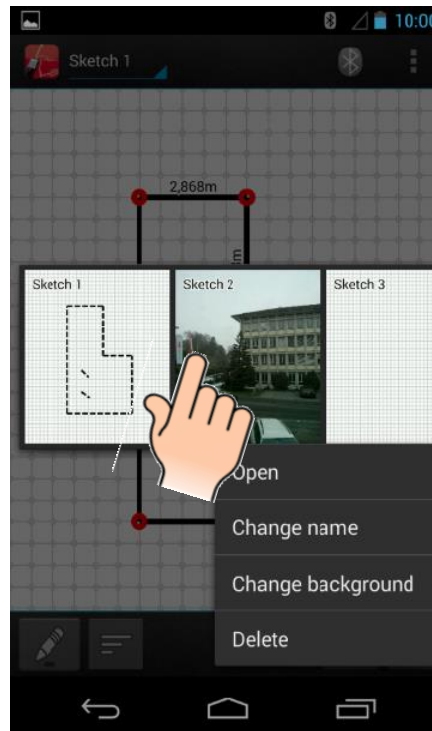 10:00
Sketch 1
2,868m
Sketch 1
Sketch 2
Sketch 3
Open
Change name
Change background
Delete